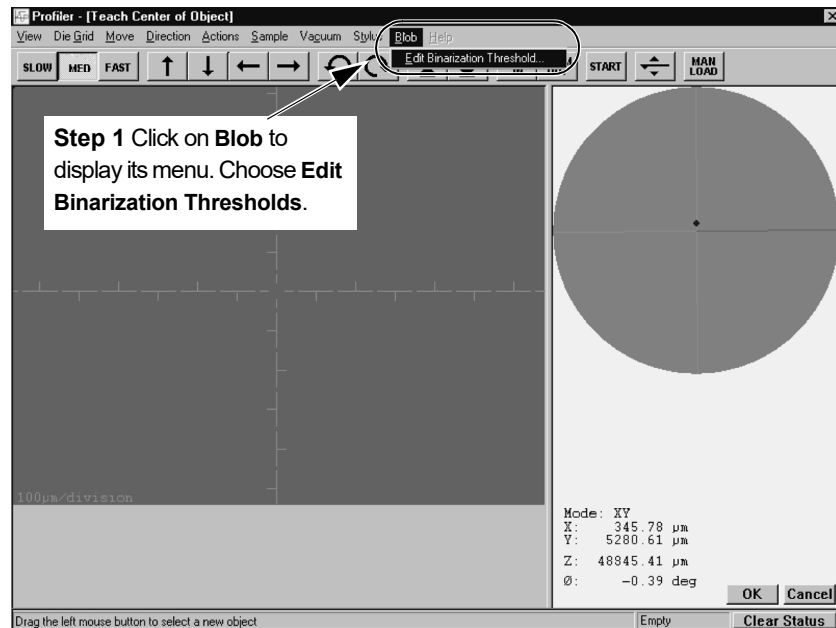 Profiler - [Teach Center of Object]
View Die Grid Move Direction Actions Sample Vacuum Stylus Blob Help
Edit Binarization Threshold...
SLOW MED FAST START MAN LOAD
Step 1 Click on Blob to
display its menu. Choose Edit
Binarization Thresholds.
100µm/division
Mode: XY
X: 345.78 µm
Y: 5280.61 µm
Z: 48845.41 µm
Ø: -0.39 deg
OK Cancel
Drag the left mouse button to select a new object Empty Clear Status